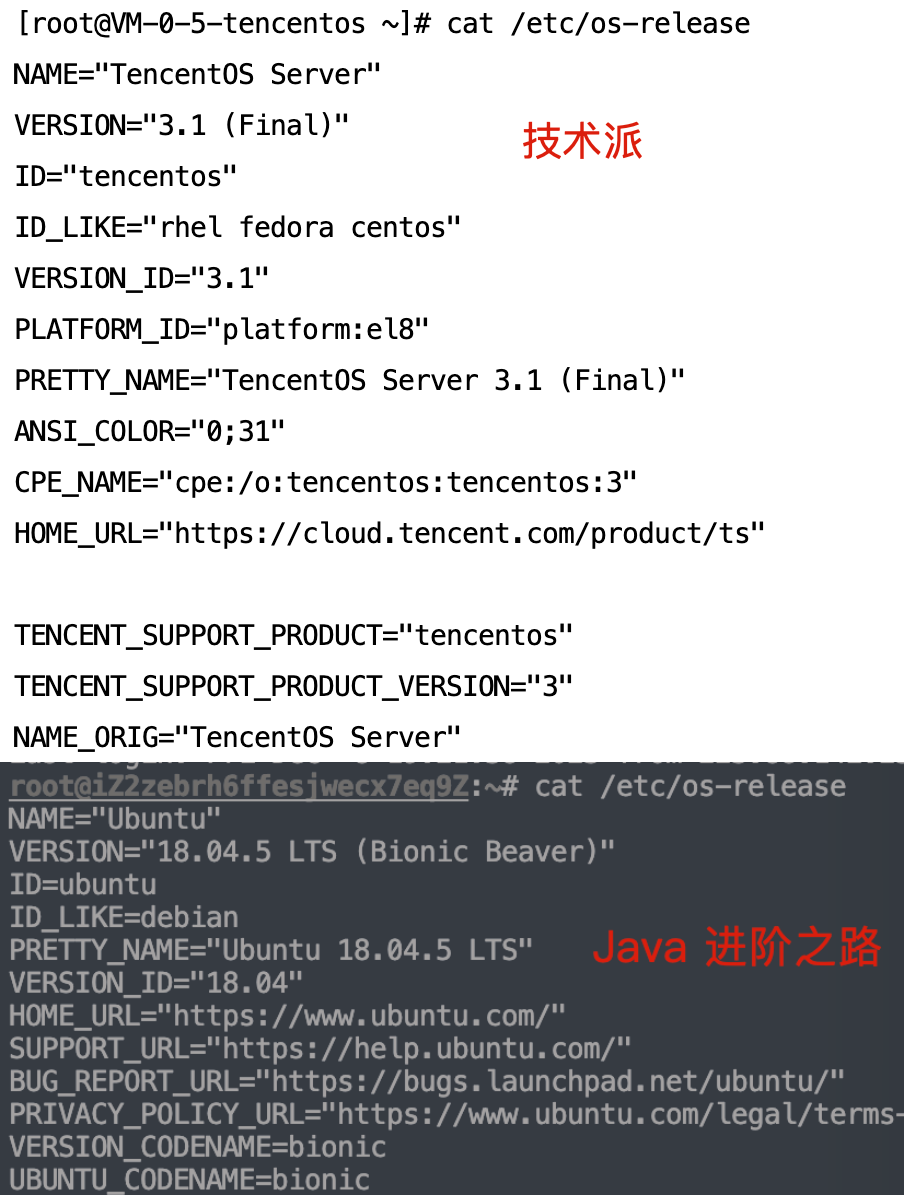 [root@VM-0-5-tencentos ~]# cat /etc/os-release
NAME="TencentOS Server"
VERSION="3.1 (Final)"
技术派
ID="tencentos"
ID_LIKE="rhel fedora centos"
VERSION_ID="3.1"
PLATFORM_ID="platform:el8"
PRETTY_NAME="TencentOS Server 3.1 (Final)"
ANSI_COLOR="0;31"
CPE_NAME="cpe:/o:tencentos:tencentos:3"
HOME_URL="https://cloud.tencent.com/product/ts"
TENCENT_SUPPORT_PRODUCT="tencentos"
TENCENT_SUPPORT_PRODUCT_VERSION="3"
NAME_ORIG="TencentOS Server"
root@iZ2zebrh6ffesjwecx7eq9Z:~# cat /etc/os-release
NAME="Ubuntu"
VERSION="18.04.5 LTS (Bionic Beaver)"
ID=ubuntu
ID_LIKE=debian
PRETTY_NAME="Ubuntu 18.04.5 LTS"
Java 进阶之路
VERSION_ID="18.04"
HOME_URL="https://www.ubuntu.com/"
SUPPORT_URL="https://help.ubuntu.com/"
BUG_REPORT_URL="https://bugs.launchpad.net/ubuntu/"
PRIVACY_POLICY_URL="https://www.ubuntu.com/legal/terms-
VERSION_CODENAME=bionic
UBUNTU_CODENAME=bionic